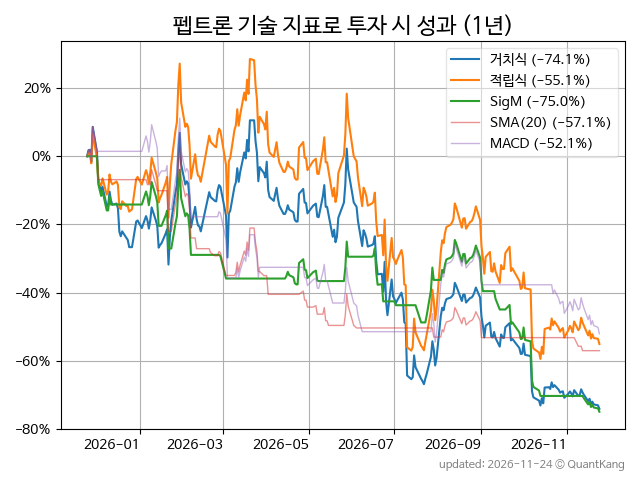 펩트론 기술 지표로 투자 시 성과 (1년)
거치식 (−74.1%)
적립식 (−55.1%)
SigM (−75.0%)
SMA(20) (−57.1%)
MACD (−52.1%)
20%
0%
−20%
−40%
−60%
−80%
2026-01 2026-03 2026-05 2026-07 2026-09 2026-11
updated: 2026-11-24 © QuantKang